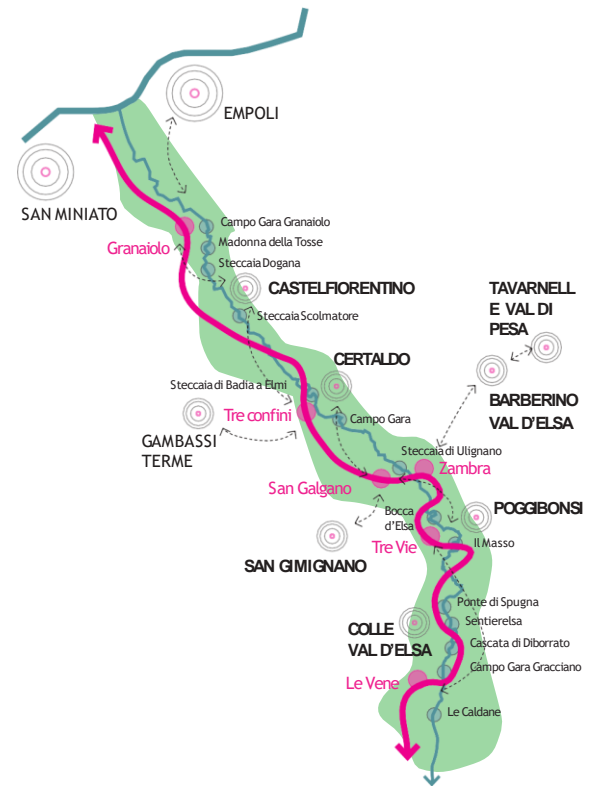 EMPOLI
SAN MINIATO
Campo Gara Granaiolo
Madonna della Tosse
Granaiolo
Steccaia Dogana
CASTELFIORENTINO
TAVARNELL
E VAL DI
PESA
Steccaia Scolmatore
CERTALDO
Steccaia di Badia a Elmi
BARBERINO
VAL D'ELSA
Tre confini
Campo Gara
GAMBASSI
TERME
Steccaia di Ulignano
Zambra
San Galgano
POGGIBONSI
Bocca
d'Elsa
Tre Vie
Il Masso
SAN GIMIGNANO
Ponte di Spugna
Sentierelsa
COLLE
VAL D'ELSA
Cascata di Diborrato
Campo Gara Gracciano
Le Vene
Le Caldane